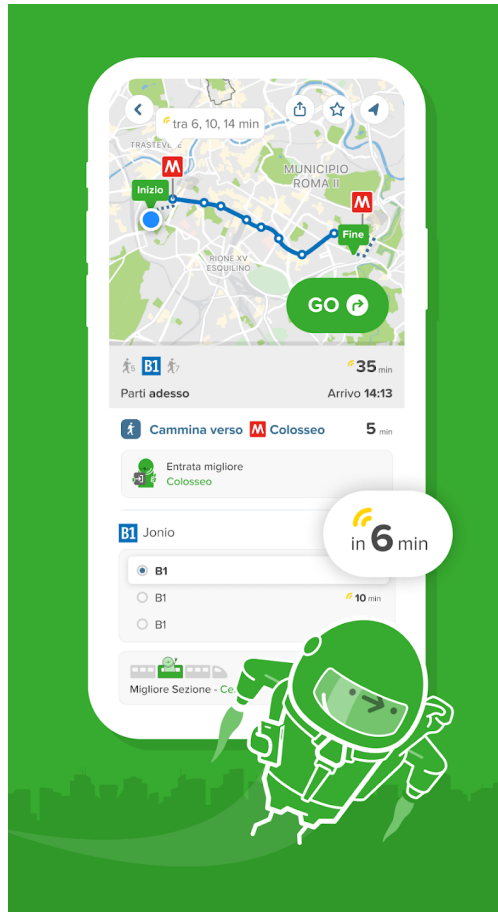 tra 6, 10, 14 min
TRASTEVE
MUNICIPIO
ROMA II
M
Inizio
M
Fine
RIONE XV
ESQUILINO
GO
5 B1 7 35 min
Parti adesso Arrivo 14:13
Cammina verso M Colosseo 5 min
Entrata migliore
Colosseo
B1 Jonio
in 6 min
B1
B1 10 min
B1
Migliore Sezione - Ce